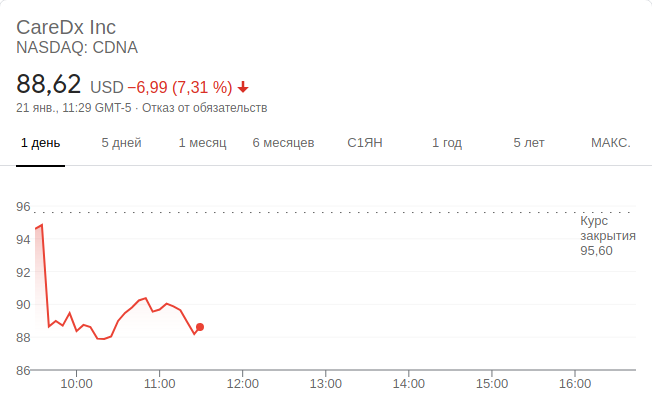 CareDx Inc
NASDAQ: CDNA
88,62 USD −6,99 (7,31 %)
21 янв., 11:29 GMT-5 · Отказ от обязательств
1 день 5 дней 1 месяц 6 месяцев С1ЯН 1 год 5 лет МАКС.
96
Курс
закрытия
95,60
94
92
90
88
86
10:00 11:00 12:00 13:00 14:00 15:00 16:00